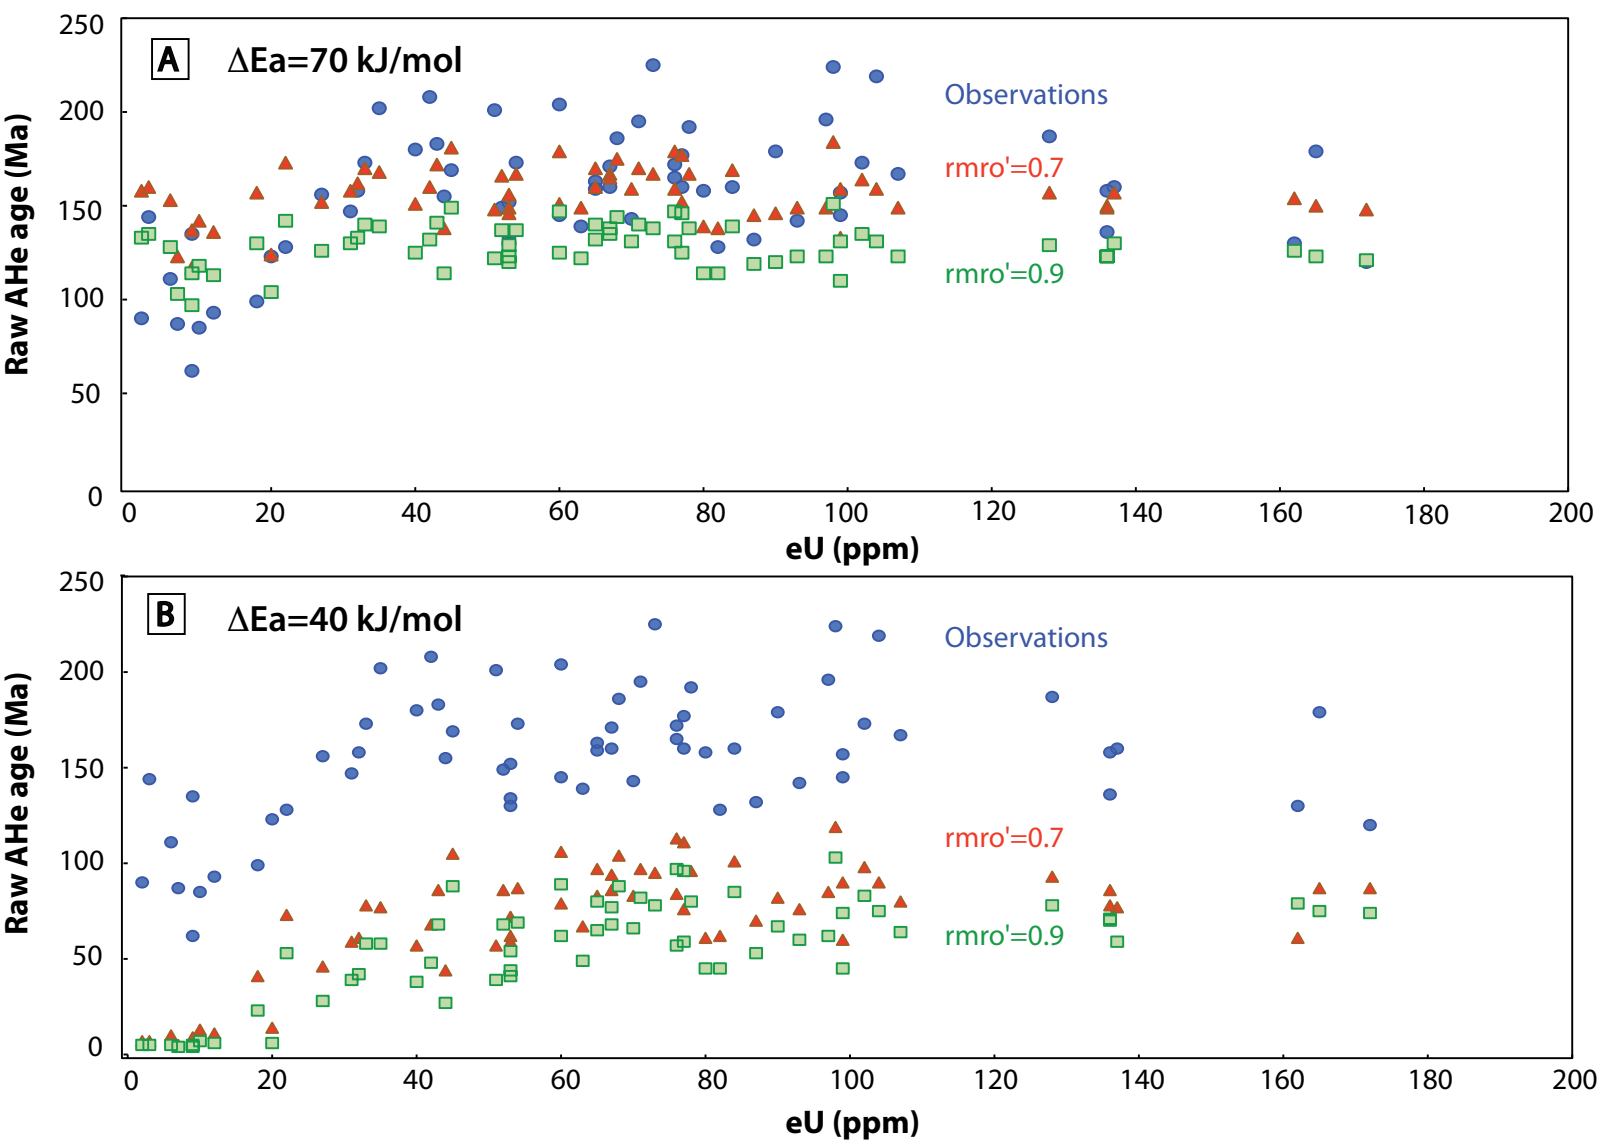 250
A ΔEa=70 kJ/mol
Observations
200
rmro'=0.7
150
rmro'=0.9
100
50
0
Raw AHe age (Ma)
0 20 40 60 80 100 120 140 160 180 200
eU (ppm)
250
B ΔEa=40 kJ/mol
Observations
200
150
rmro'=0.7
100
rmro'=0.9
50
0
Raw AHe age (Ma)
0 20 40 60 80 100 120 140 160 180 200
eU (ppm)